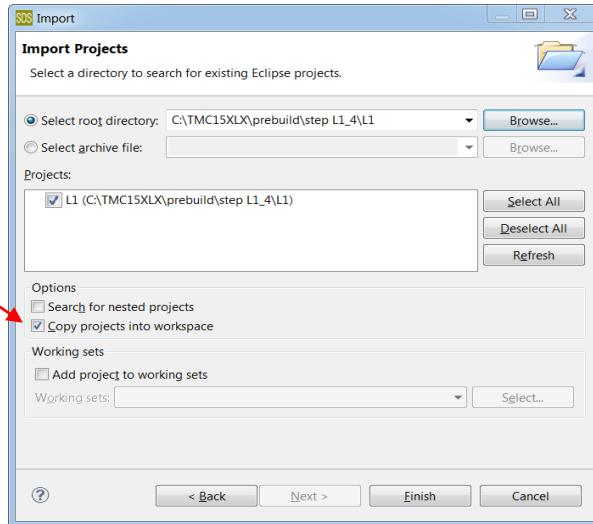 SDS Import
Import Projects
Select a directory to search for existing Eclipse projects.
Select root directory: C:\TMC15XLX\prebuild\step L1_4\L1 Browse...
Select archive file: Browse...
Projects:
L1 (C:\TMC15XLX\prebuild\step L1_4\L1)
Select All
Deselect All
Refresh
Options
Search for nested projects
Copy projects into workspace
Working sets
Add project to working sets
Working sets: Select...
? < Back Next > Finish Cancel